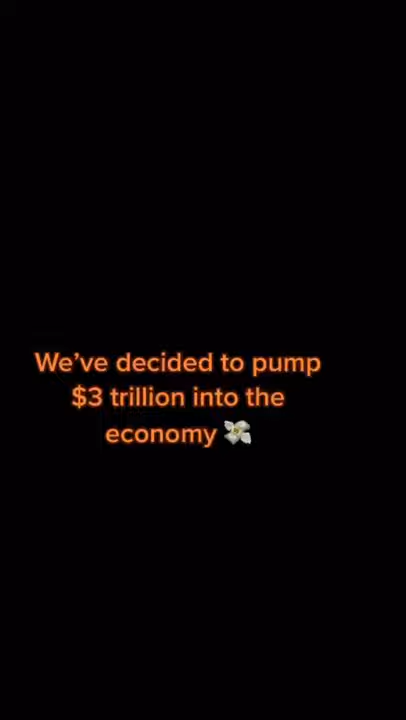 We’ve decided to pump
$3 trillion into the
economy 💸